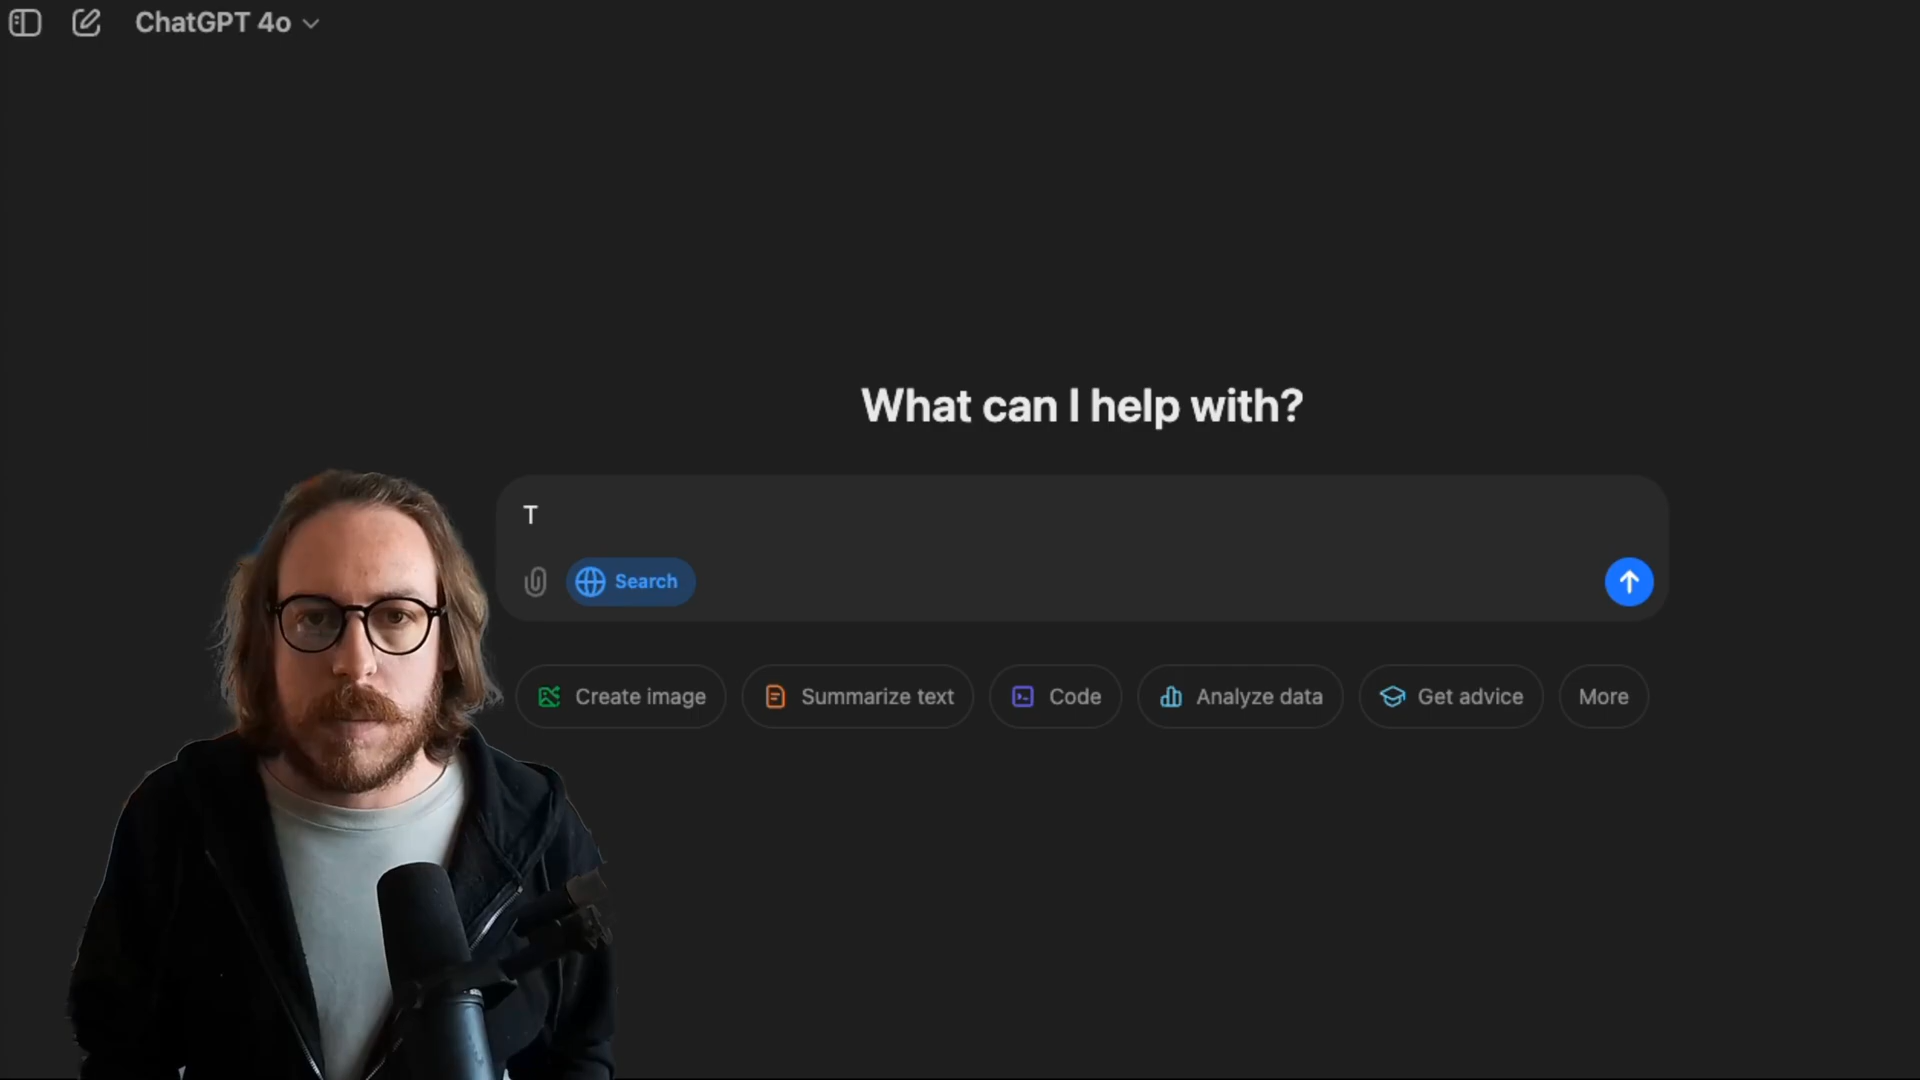 ChatGPT 4o
What can I help with?
T
Search
Create image
Summarize text
Code
Analyze data
Get advice
More